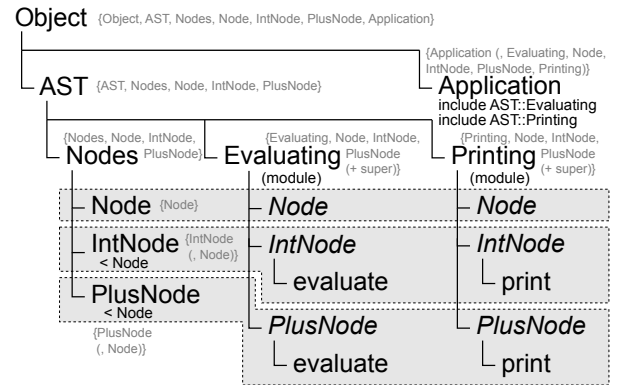 Object {Object, AST, Nodes, Node, IntNode, PlusNode, Application}
{Application (, Evaluating, Node,
IntNode, PlusNode, Printing)}
AST {AST, Nodes, Node, IntNode, PlusNode}
Application
include AST::Evaluating
include AST::Printing
{Nodes, Node, IntNode,
PlusNode}
Nodes
{Evaluating, Node, IntNode,
PlusNode
(+ super)}
Evaluating
(module)
{Printing, Node, IntNode,
PlusNode
(+ super)}
Printing
(module)
Node {Node}
Node
Node
IntNode {IntNode
(, Node)}
< Node
IntNode
evaluate
IntNode
print
PlusNode
< Node
{PlusNode
(, Node)}
PlusNode
evaluate
PlusNode
print